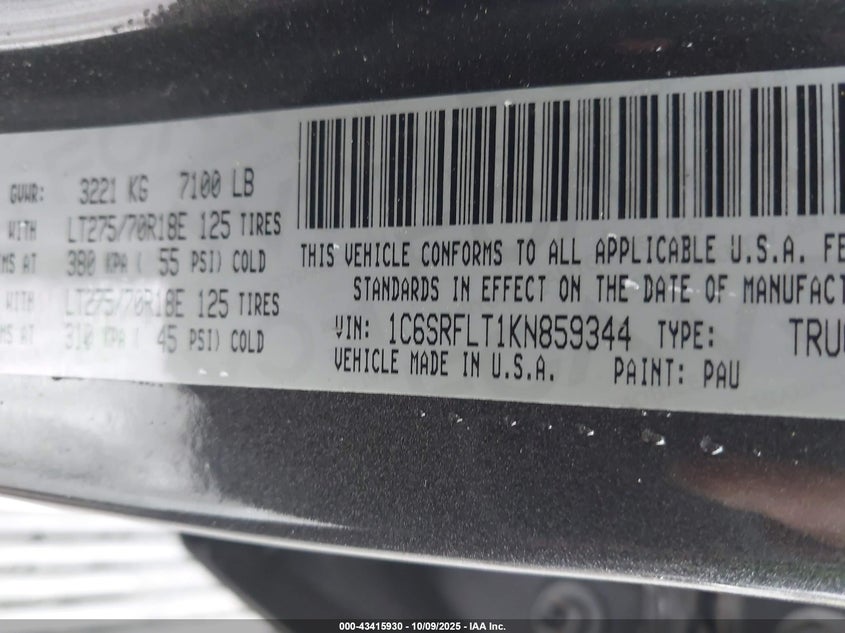 GVWR: 3221 KG 7100 LB
WITH LT275/70R18E 125 TIRES
MS AT 380 KPA ( 55 PSI) COLD
WITH LT275/70R18E 125 TIRES
MS AT 310 KPA ( 45 PSI) COLD
THIS VEHICLE CONFORMS TO ALL APPLICABLE U.S.A. FE
STANDARDS IN EFFECT ON THE DATE OF MANUFACT
VIN: 1C6SRFLT1KN859344 TYPE: TRU
VEHICLE MADE IN U.S.A. PAINT: PAU
000-43415930 - 10/09/2025 - IAA Inc.